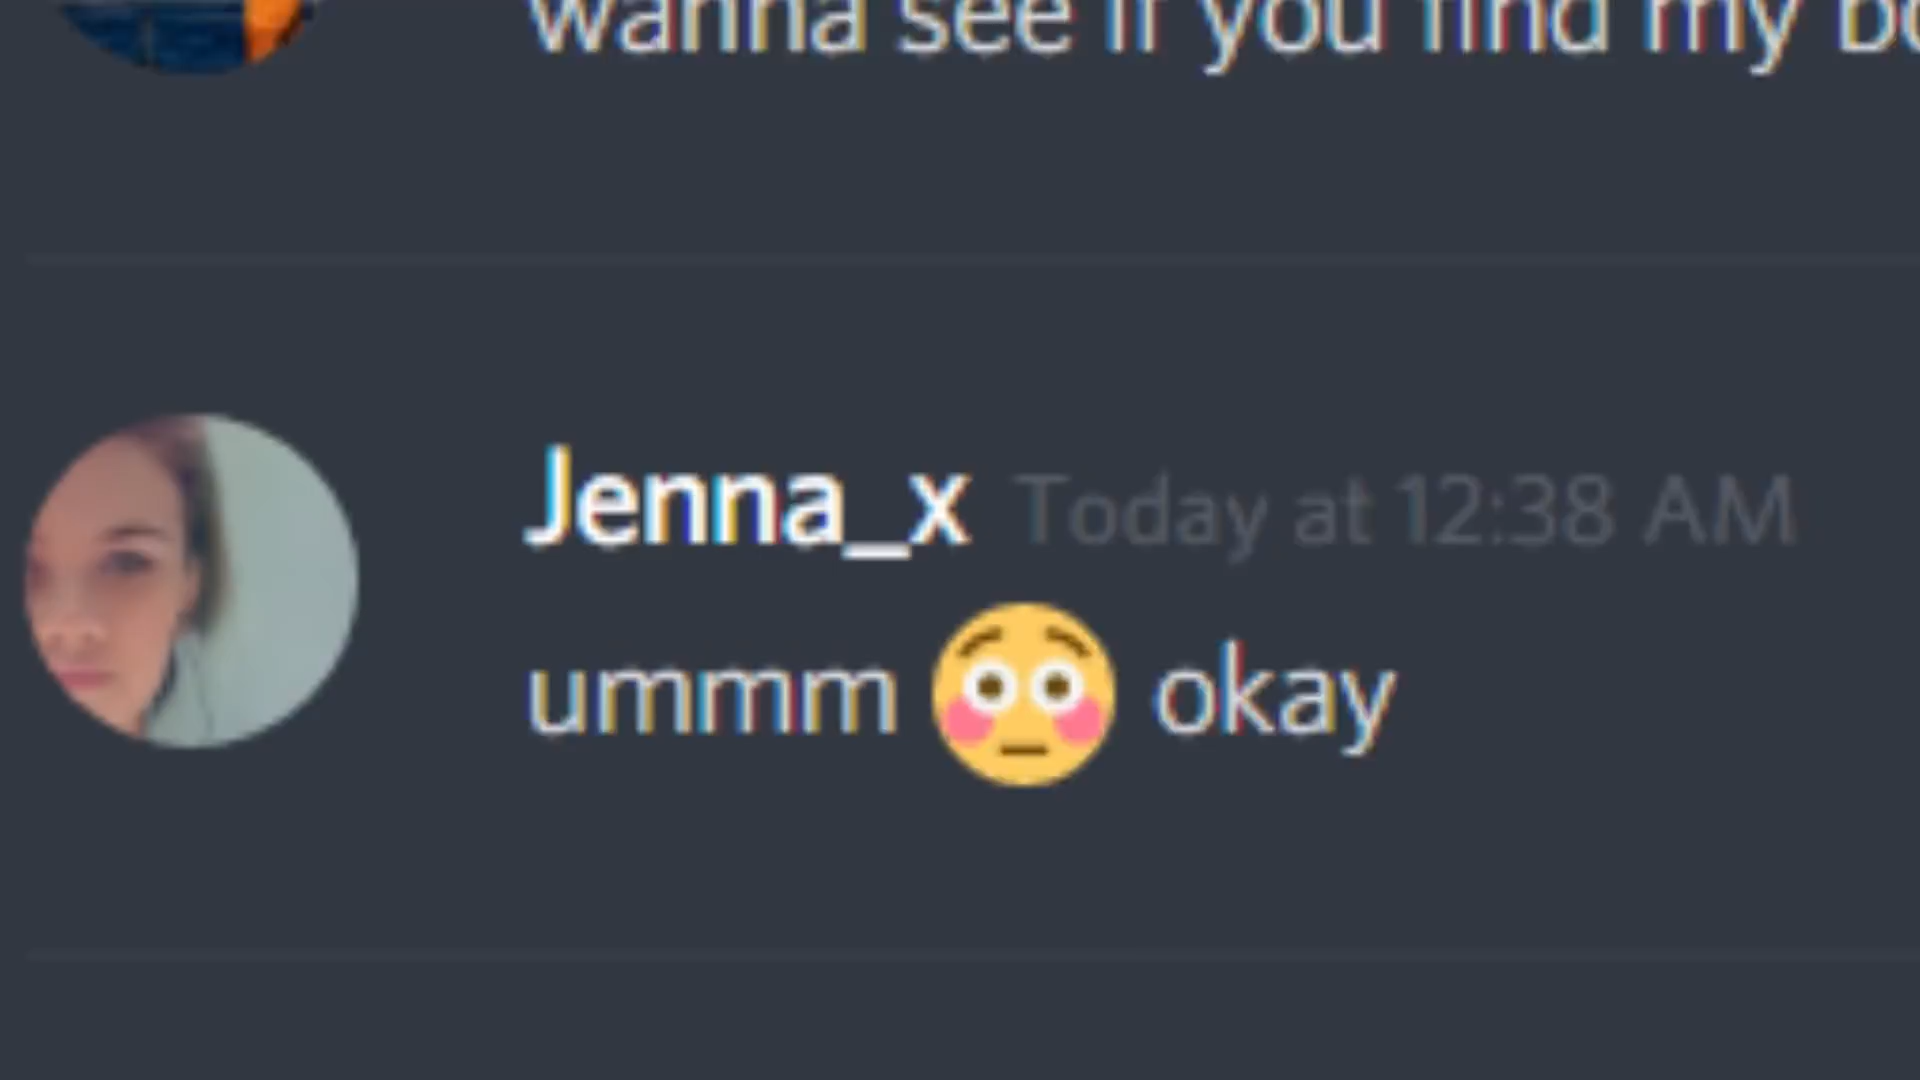 wanna see if you find my
Jenna_x Today at 12:38 AM
ummm 😳 okay